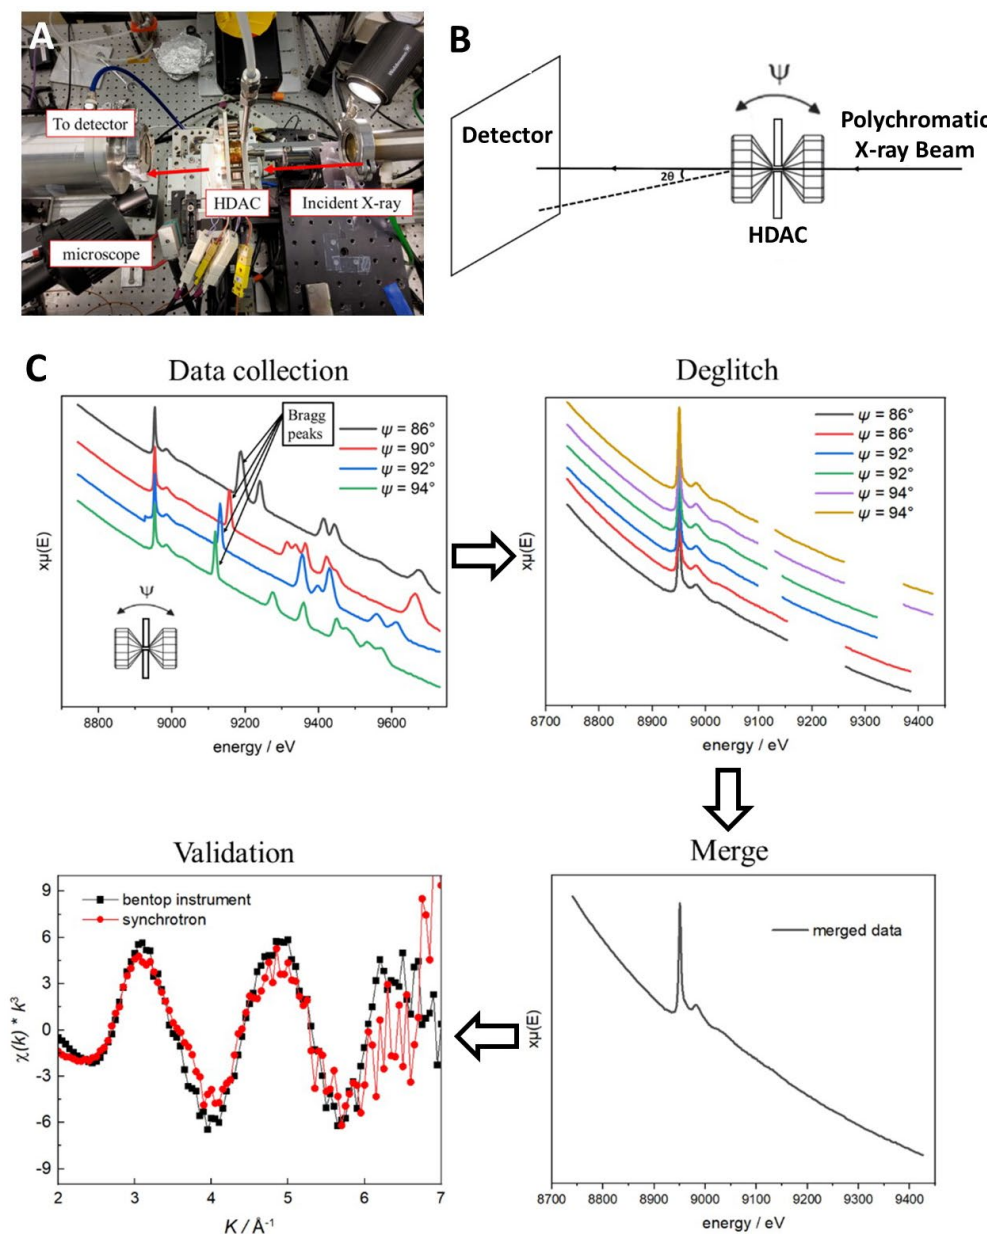 A
To detector
HDAC
Incident X-ray
microscope
B
Ψ
Detector
Polychromatic
X-ray Beam
2θ
HDAC
C
Data collection
Bragg
peaks
ψ = 86°
ψ = 90°
ψ = 92°
ψ = 94°
xμ(E)
Ψ
8800 9000 9200 9400 9600
energy / eV
Deglitch
ψ = 86°
ψ = 86°
ψ = 92°
ψ = 92°
ψ = 94°
ψ = 94°
xμ(E)
8700 8800 8900 9000 9100 9200 9300 9400
energy / eV
Validation
bentop instrument
synchrotron
9
6
3
0
-3
-6
-9
χ(k) * k³
2 3 4 5 6 7
K / Å⁻¹
Merge
merged data
xμ(E)
8700 8800 8900 9000 9100 9200 9300 9400
energy / eV